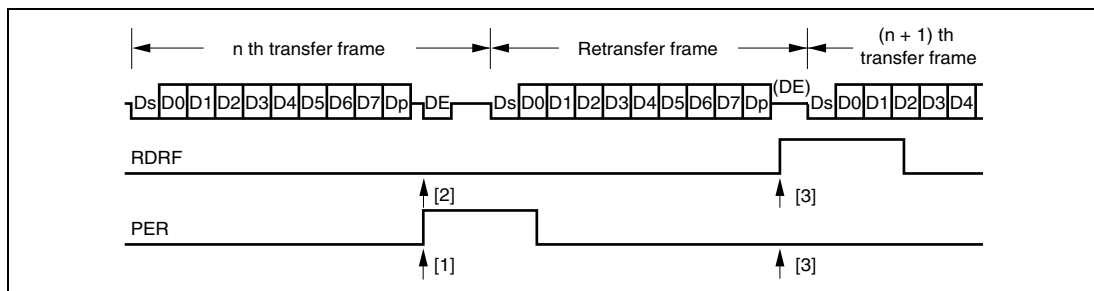 n th transfer frame Retransfer frame (n + 1) th transfer frame
Ds D0 D1 D2 D3 D4 D5 D6 D7 Dp DE Ds D0 D1 D2 D3 D4 D5 D6 D7 Dp (DE) Ds D0 D1 D2 D3 D4
RDRF
[2] [3]
PER
[1] [3]